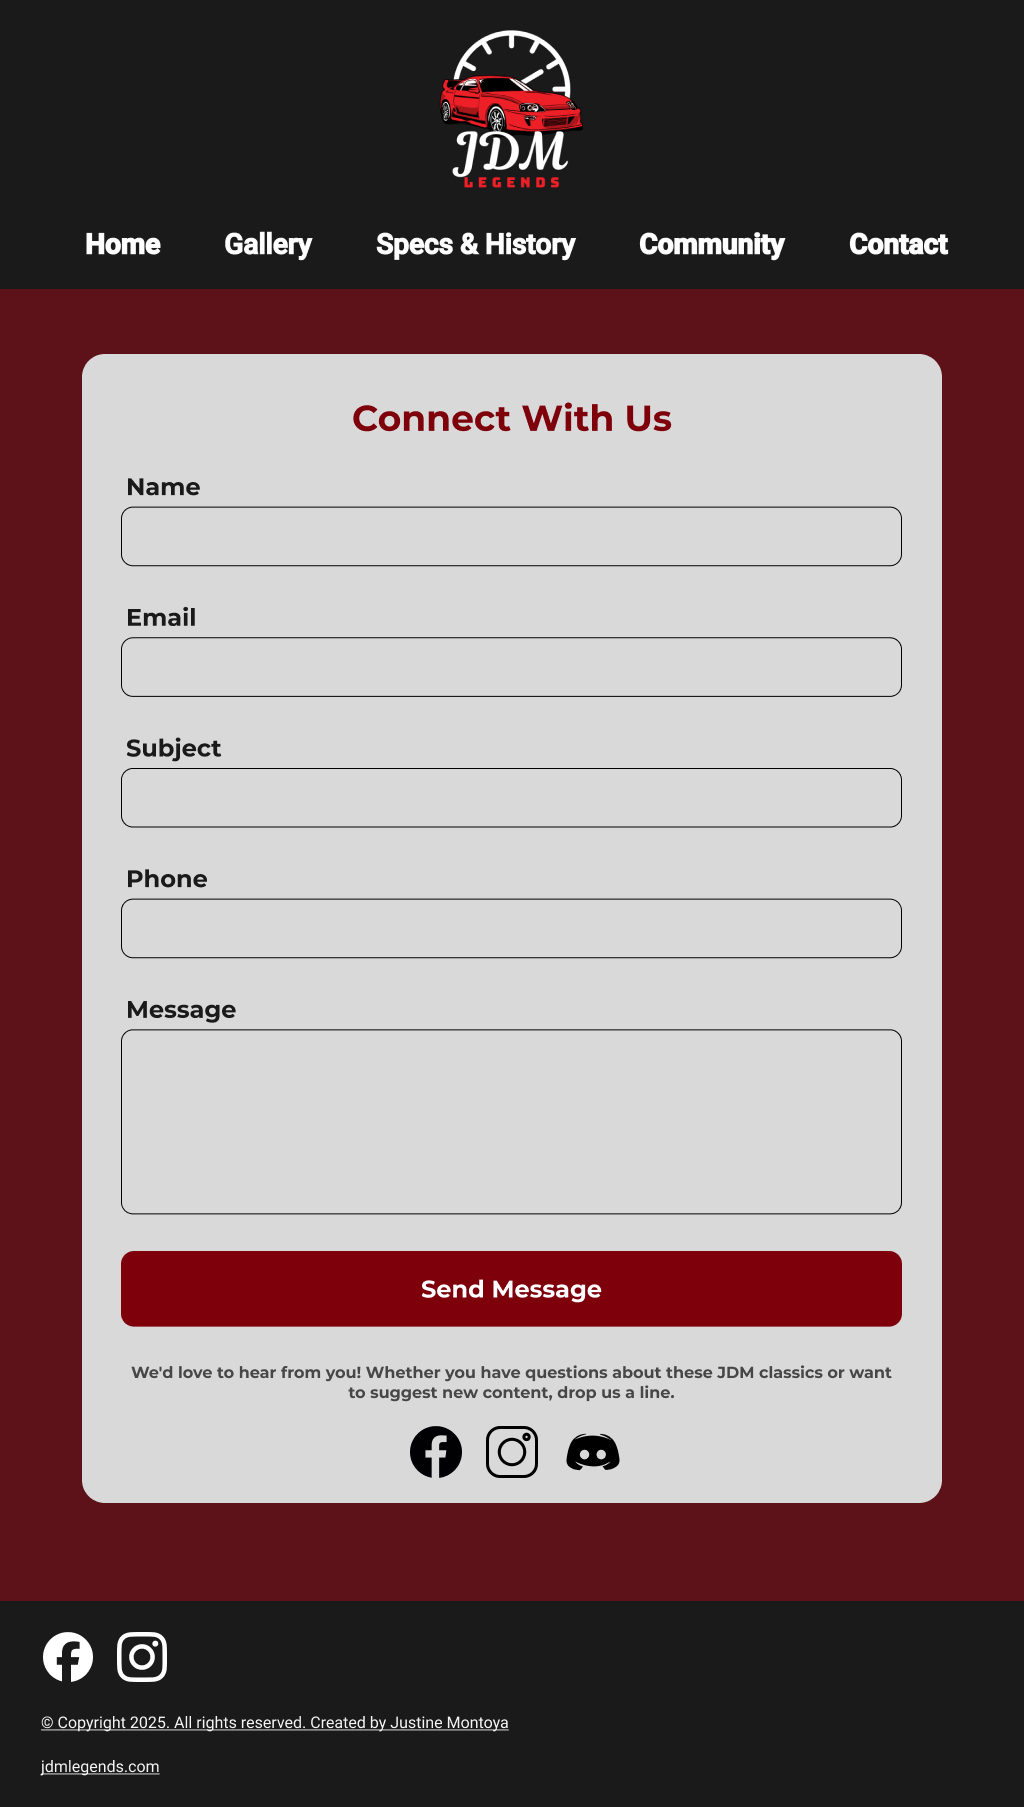 JDM
LEGENDS
Home Gallery Specs & History Community Contact
Connect With Us
Name
Email
Subject
Phone
Message
Send Message
We'd love to hear from you! Whether you have questions about these JDM classics or want
to suggest new content, drop us a line.
© Copyright 2025. All rights reserved. Created by Justine Montoya
jdmlegends.com